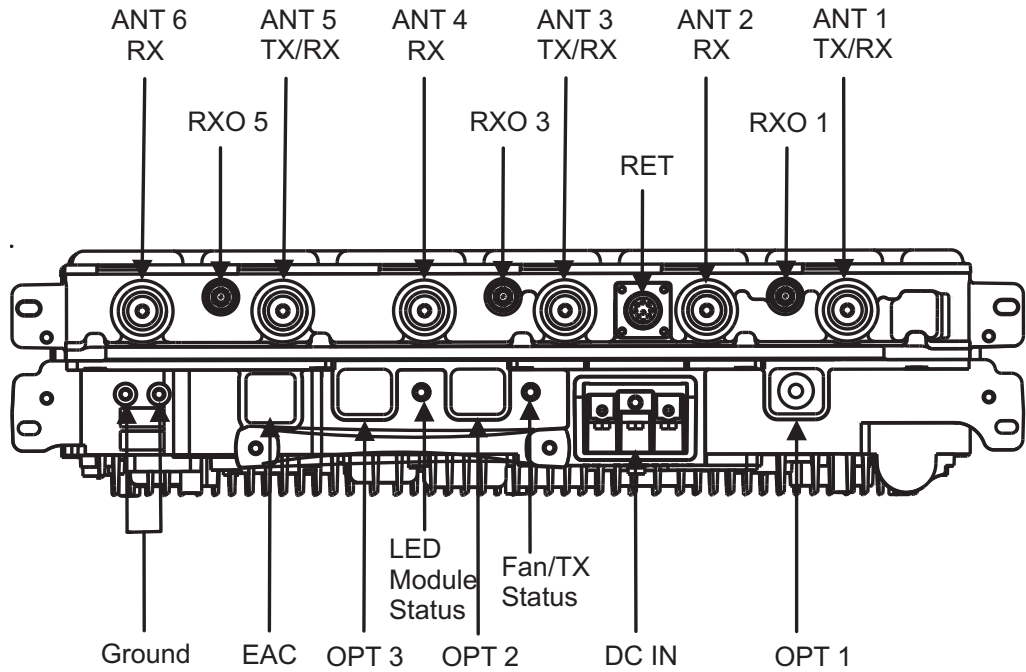 ANT 6
RX
ANT 5
TX/RX
ANT 4
RX
ANT 3
TX/RX
ANT 2
RX
ANT 1
TX/RX
RXO 5
RXO 3
RXO 1
RET
LED
Module
Status
Fan/TX
Status
Ground
EAC
OPT 3
OPT 2
DC IN
OPT 1